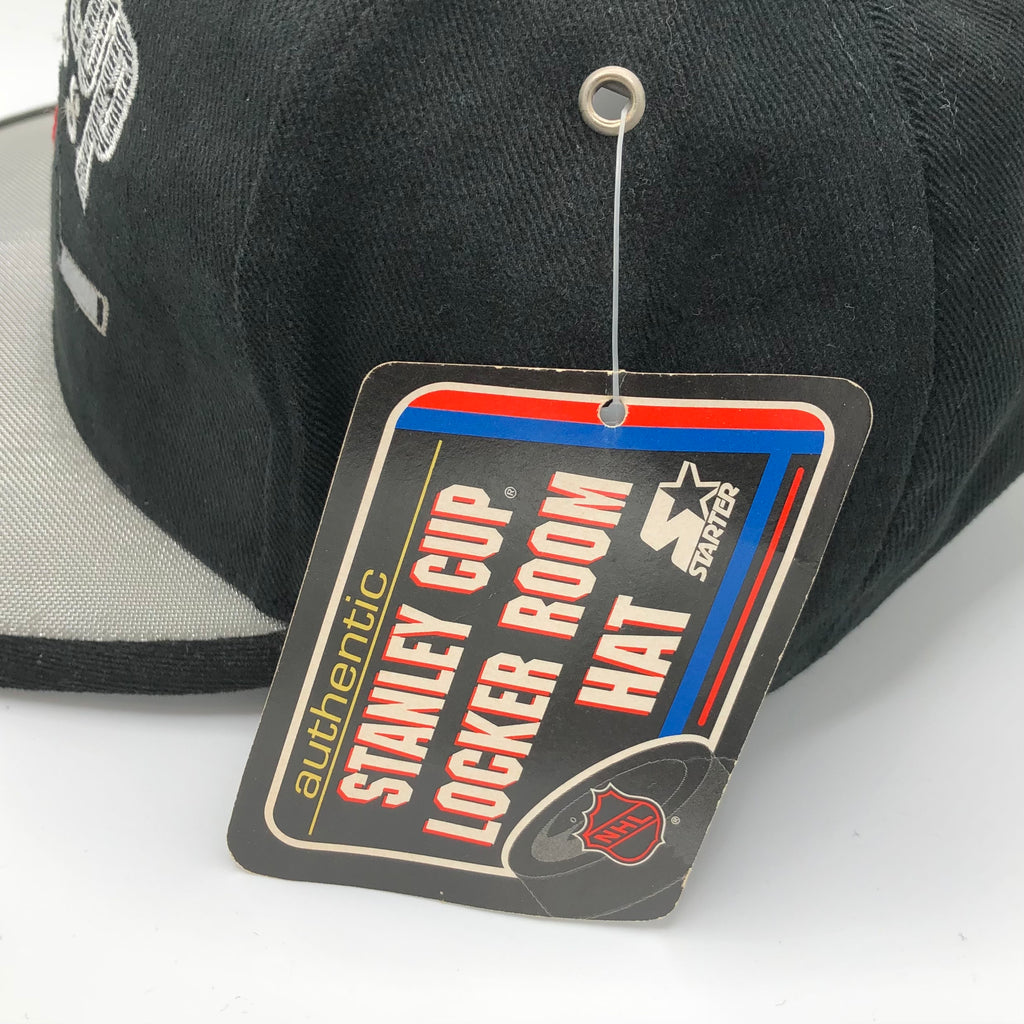 authentic
STANLEY CUP®
LOCKER ROOM
HAT
S
STARTER
NHL®